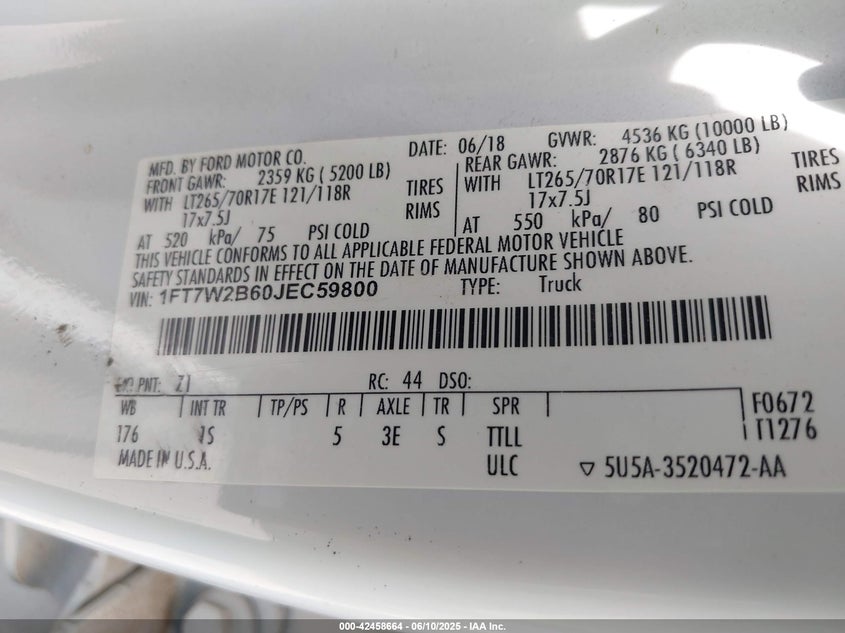 MFD. BY FORD MOTOR CO. DATE: 06/18 GVWR: 4536 KG (10000 LB)
FRONT GAWR: 2359 KG ( 5200 LB) REAR GAWR: 2876 KG ( 6340 LB)
WITH LT265/70R17E 121/118R TIRES WITH LT265/70R17E 121/118R TIRES
17x7.5J RIMS 17x7.5J RIMS
AT 520 kPa/ 75 PSI COLD AT 550 kPa/ 80 PSI COLD
THIS VEHICLE CONFORMS TO ALL APPLICABLE FEDERAL MOTOR VEHICLE
SAFETY STANDARDS IN EFFECT ON THE DATE OF MANUFACTURE SHOWN ABOVE.
VIN: 1FT7W2B60JEC59800 TYPE: Truck
PNT: Z1 RC: 44 DSO:
WB INT TR TP/PS R AXLE TR SPR F0672
176 1S 5 3E S TTLL T1276
MADE IN U.S.A. ULC 5U5A-3520472-AA
000-42458664 - 06/10/2025 - IAA Inc.